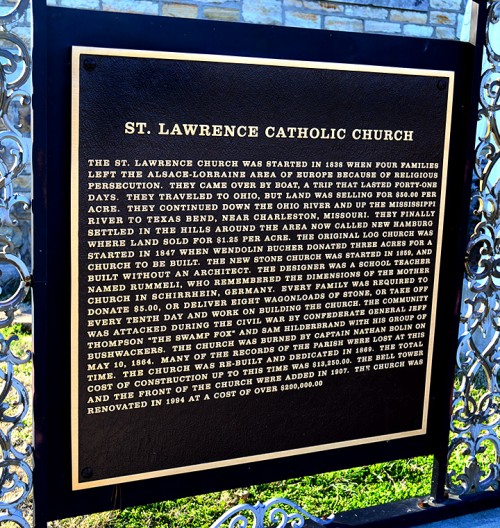 ST. LAWRENCE CATHOLIC CHURCH
THE ST. LAWRENCE CHURCH WAS STARTED IN 1838 WHEN FOUR FAMILIES
LEFT THE ALSACE-LORRAINE AREA OF EUROPE BECAUSE OF RELIGIOUS
PERSECUTION. THEY CAME OVER BY BOAT, A TRIP THAT LASTED FORTY-ONE
DAYS. THEY TRAVELED TO OHIO, BUT LAND WAS SELLING FOR $50.00 PER
ACRE. THEY CONTINUED DOWN THE OHIO RIVER AND UP THE MISSISSIPPI
RIVER TO TEXAS BEND, NEAR CHARLESTON, MISSOURI. THEY FINALLY
SETTLED IN THE HILLS AROUND THE AREA NOW CALLED NEW HAMBURG
WHERE LAND SOLD FOR $1.25 PER ACRE. THE ORIGINAL LOG CHURCH WAS
STARTED IN 1847 WHEN WENDOLIN BUCHER DONATED THREE ACRES FOR A
CHURCH TO BE BUILT. THE NEW STONE CHURCH WAS STARTED IN 1859, AND
BUILT WITHOUT AN ARCHITECT. THE DESIGNER WAS A SCHOOL TEACHER
NAMED RUMMELI, WHO REMEMBERED THE DIMENSIONS OF THE MOTHER
CHURCH IN SCHIRRHEIN, GERMANY. EVERY FAMILY WAS REQUIRED TO
DONATE $5.00, OR DELIVER EIGHT WAGONLOADS OF STONE, OR TAKE OFF
EVERY TENTH DAY AND WORK ON BUILDING THE CHURCH. THE COMMUNITY
WAS ATTACKED DURING THE CIVIL WAR BY CONFEDERATE GENERAL JEFF
THOMPSON "THE SWAMP FOX" AND SAM HILDERBRAND WITH HIS GROUP OF
BUSHWACKERS. THE CHURCH WAS BURNED BY CAPTAIN NATHAN BOLIN ON
MAY 10, 1864. MANY OF THE RECORDS OF THE PARISH WERE LOST AT THIS
TIME. THE CHURCH WAS RE-BUILT AND DEDICATED IN 1869. THE TOTAL
COST OF CONSTRUCTION UP TO THIS TIME WAS $12,250.00. THE BELL TOWER
AND THE FRONT OF THE CHURCH WERE ADDED IN 1907. THE CHURCH WAS
RENOVATED IN 1994 AT A COST OF OVER $200,000.00